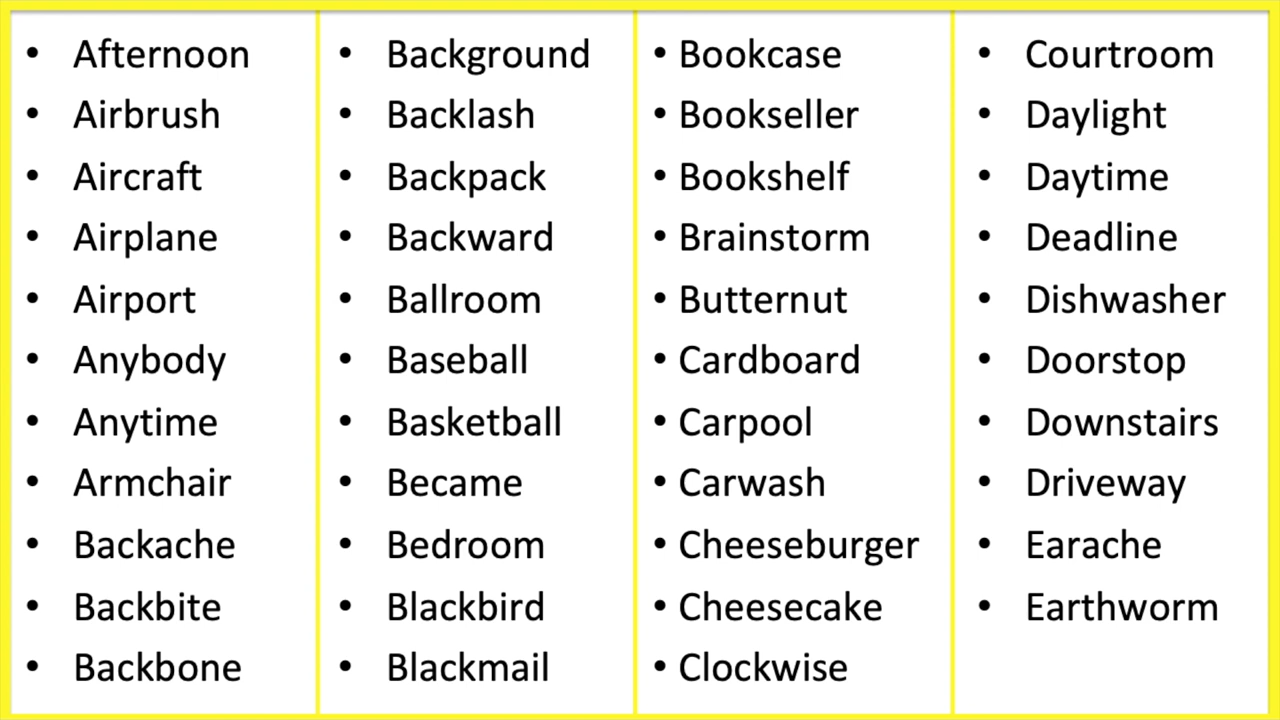 • Afternoon
• Airbrush
• Aircraft
• Airplane
• Airport
• Anybody
• Anytime
• Armchair
• Backache
• Backbite
• Backbone
• Background
• Backlash
• Backpack
• Backward
• Ballroom
• Baseball
• Basketball
• Became
• Bedroom
• Blackbird
• Blackmail
• Bookcase
• Bookseller
• Bookshelf
• Brainstorm
• Butternut
• Cardboard
• Carpool
• Carwash
• Cheeseburger
• Cheesecake
• Clockwise
• Courtroom
• Daylight
• Daytime
• Deadline
• Dishwasher
• Doorstop
• Downstairs
• Driveway
• Earache
• Earthworm